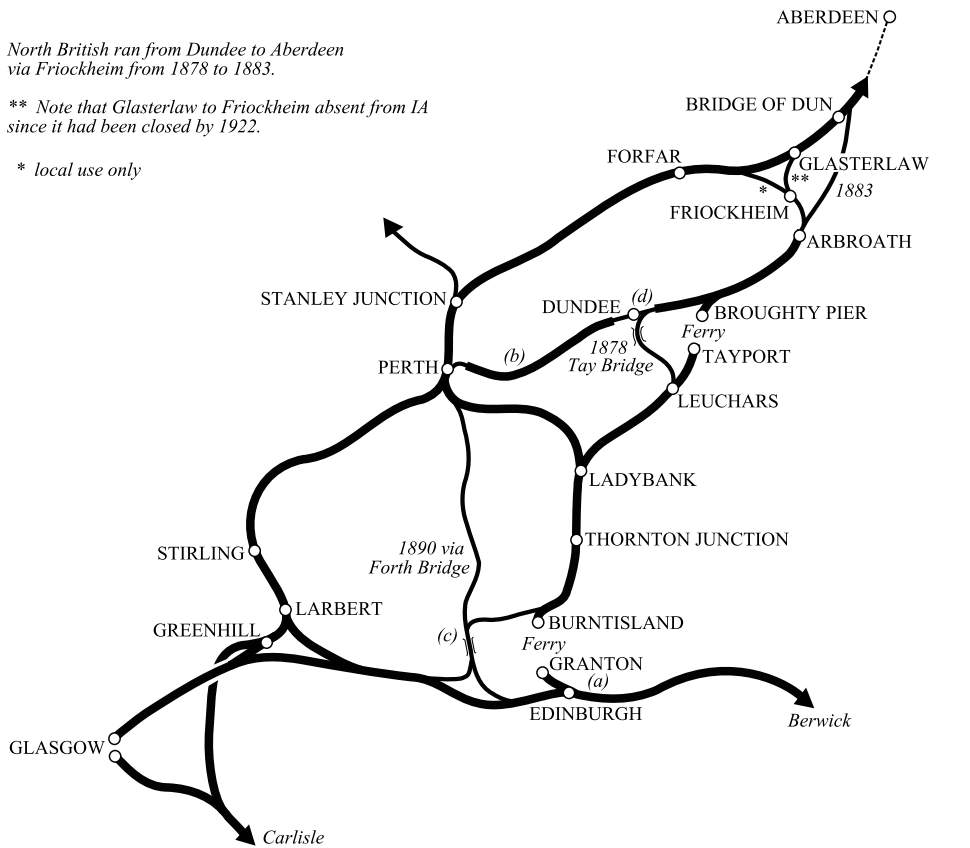 ABERDEEN
North British ran from Dundee to Aberdeen
via Friockheim from 1878 to 1883.
** Note that Glasterlaw to Friockheim absent from IA
since it had been closed by 1922.
* local use only
BRIDGE OF DUN
FORFAR
GLASTERLAW
**
*
1883
FRIOCKHEIM
ARBROATH
STANLEY JUNCTION
DUNDEE
(d)
BROUGHTY PIER
Ferry
1878
Tay Bridge
TAYPORT
(b)
PERTH
LEUCHARS
LADYBANK
THORNTON JUNCTION
1890 via
Forth Bridge
STIRLING
LARBERT
GREENHILL
(c)
BURNTISLAND
Ferry
GRANTON
(a)
EDINBURGH
Berwick
GLASGOW
Carlisle